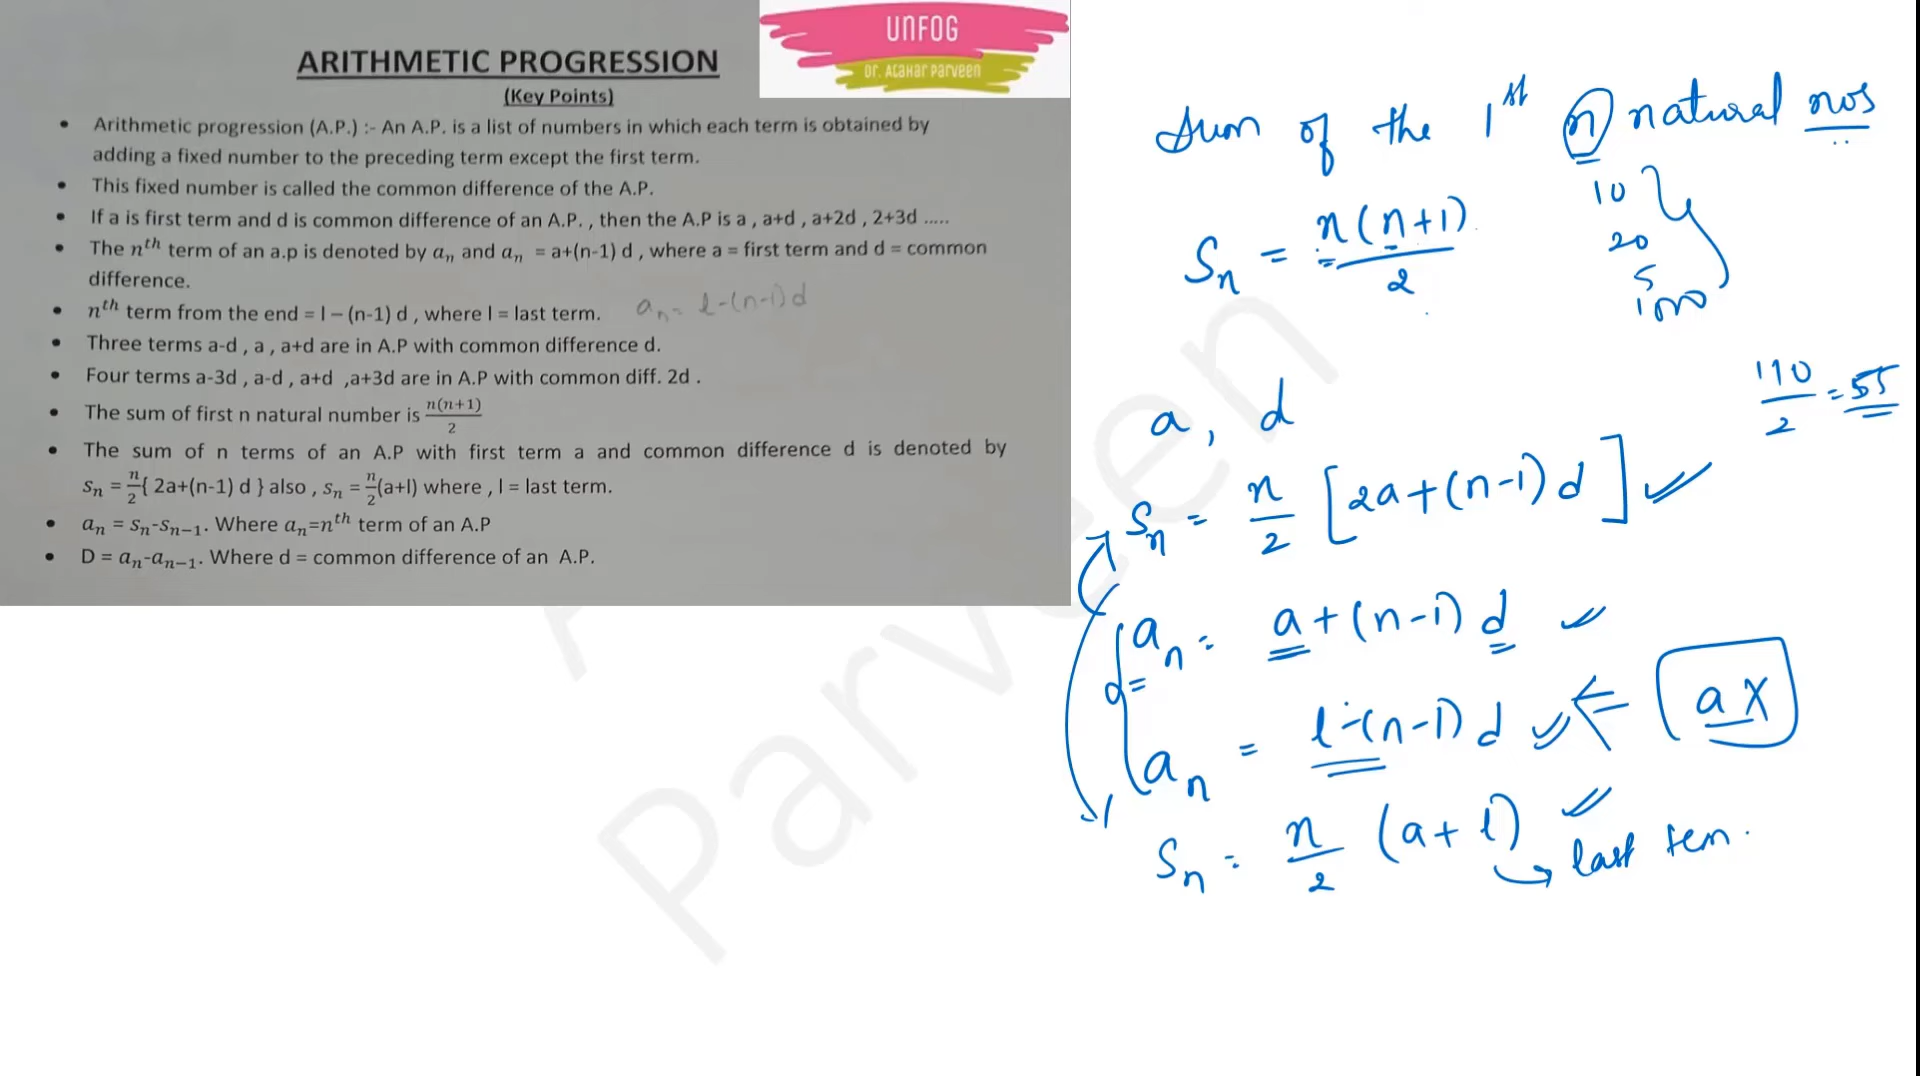 UNFOG
Dr. Atahar Parveen
ARITHMETIC PROGRESSION
(Key Points)
• Arithmetic progression (A.P.) :- An A.P. is a list of numbers in which each term is obtained by
adding a fixed number to the preceding term except the first term.
• This fixed number is called the common difference of the A.P.
• If a is first term and d is common difference of an A.P. , then the A.P is a , a+d , a+2d , 2+3d .....
• The nᵗʰ term of an a.p is denoted by aₙ and aₙ = a+(n-1) d , where a = first term and d = common
difference.
• nᵗʰ term from the end = l – (n-1) d , where l = last term. aₙ = l-(n-1)d
• Three terms a-d , a , a+d are in A.P with common difference d.
• Four terms a-3d , a-d , a+d ,a+3d are in A.P with common diff. 2d .
• The sum of first n natural number is n(n+1)/2
• The sum of n terms of an A.P with first term a and common difference d is denoted by
sₙ = n/2{ 2a+(n-1) d } also , sₙ = n/2(a+l) where , l = last term.
• aₙ = sₙ-sₙ₋₁. Where aₙ=nᵗʰ term of an A.P
• D = aₙ-aₙ₋₁. Where d = common difference of an A.P.
Sum of the 1st n natural nos
10
Sₙ = n(n+1)/2
20
5
100
110/2 = 55
a, d
Sₙ = n/2 [2a+(n-1)d]
aₙ = a+(n-1)d
d=
a X
aₙ = l-(n-1)d
Sₙ = n/2 (a+l)
last term.
Parveen